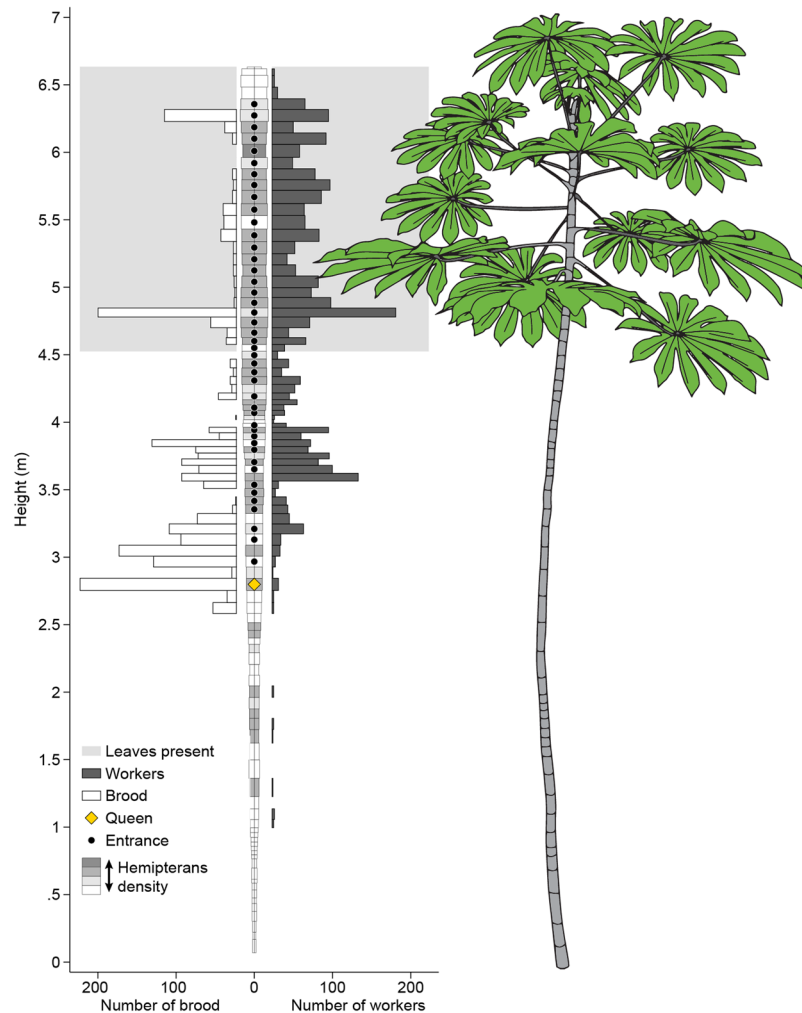 7
6.5
6
5.5
5
4.5
4
3.5
3
2.5
2
1.5
1
.5
0
Height (m)
Leaves present
Workers
Brood
Queen
Entrance
Hemipterans
density
200 100 0 100 200
Number of brood Number of workers